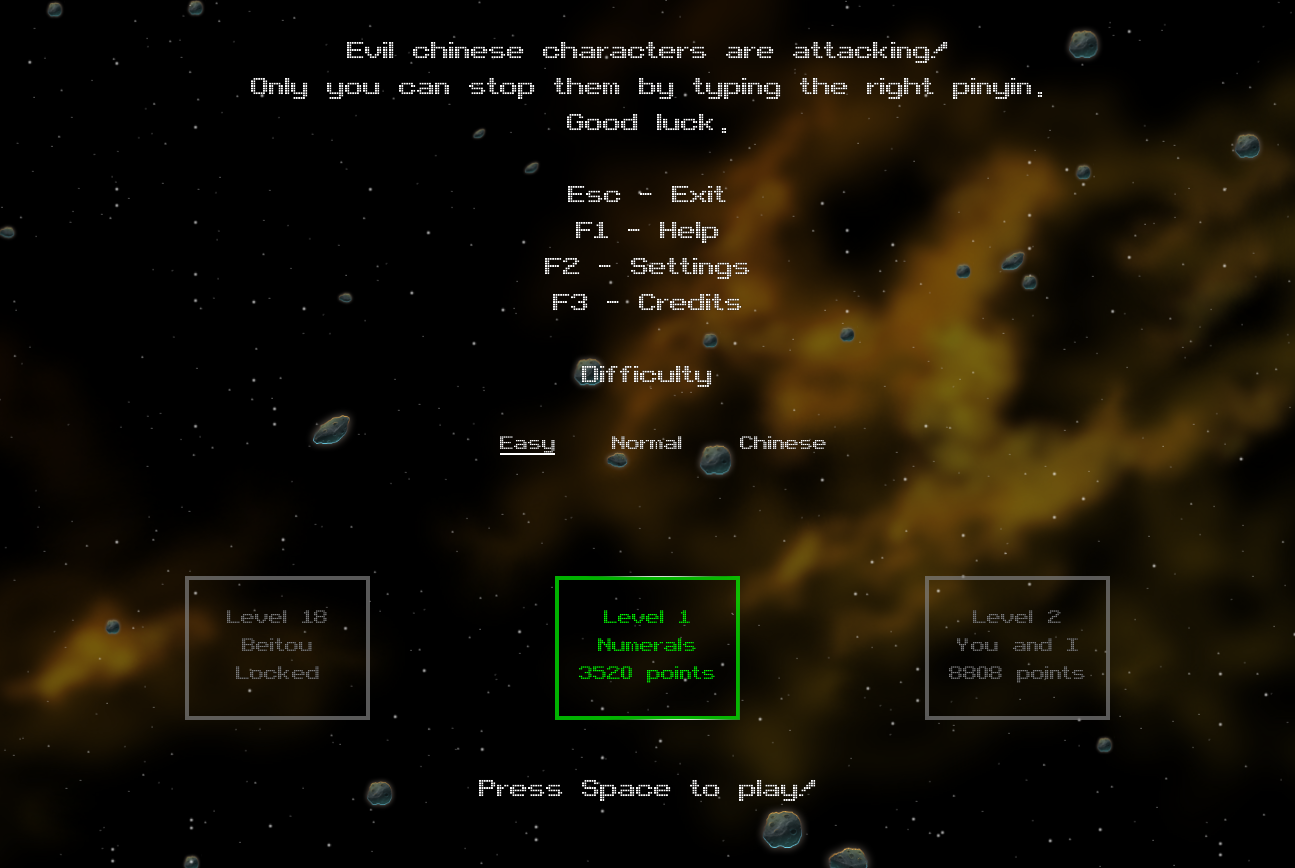 Evil chinese characters are attacking!
Only you can stop them by typing the right pinyin.
Good luck.
Esc - Exit
F1 - Help
F2 - Settings
F3 - Credits
Difficulty
Easy Normal Chinese
Level 18
Beitou
Locked
Level 1
Numerals
3520 points
Level 2
You and I
8808 points
Press Space to play!